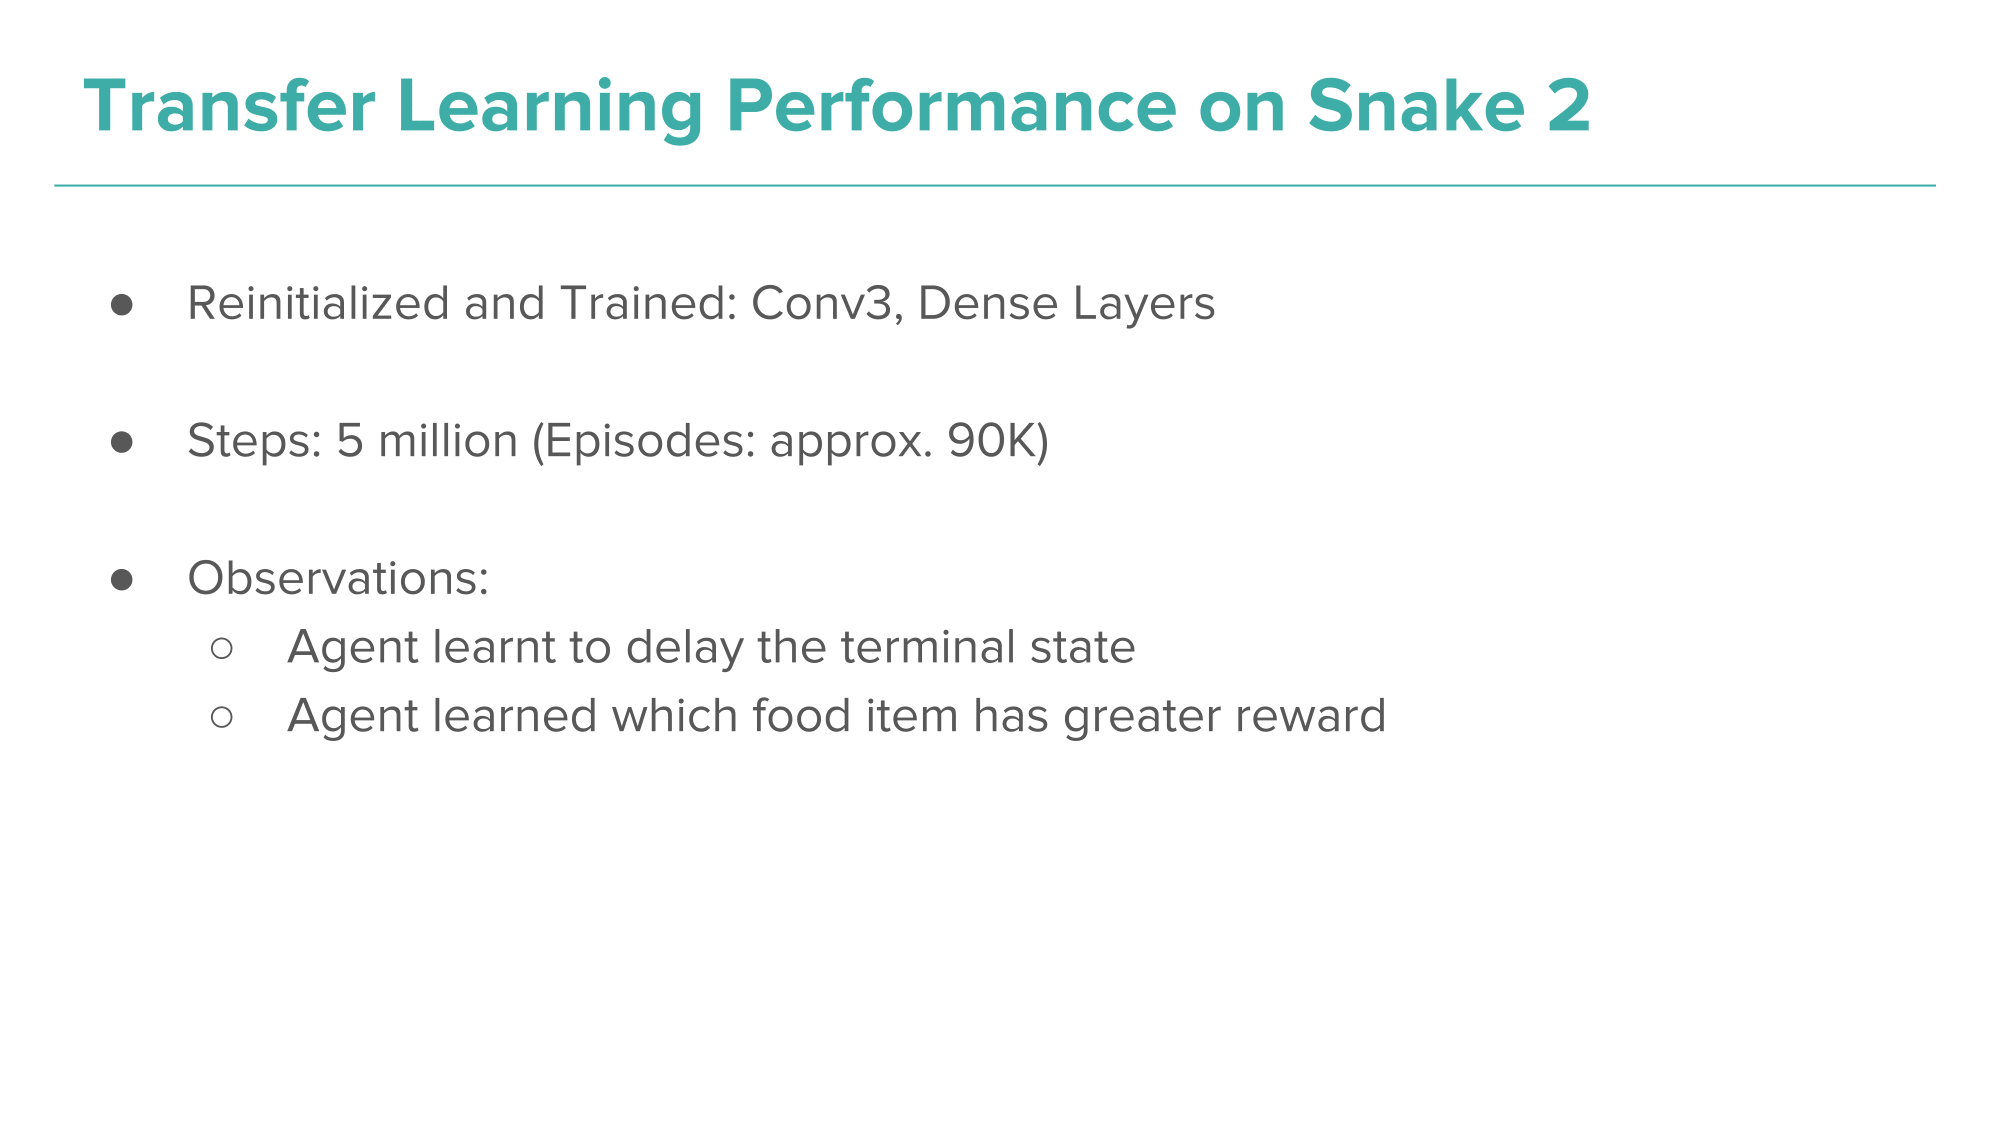 Transfer Learning Performance on Snake 2
● Reinitialized and Trained: Conv3, Dense Layers
● Steps: 5 million (Episodes: approx. 90K)
● Observations:
○ Agent learnt to delay the terminal state
○ Agent learned which food item has greater reward